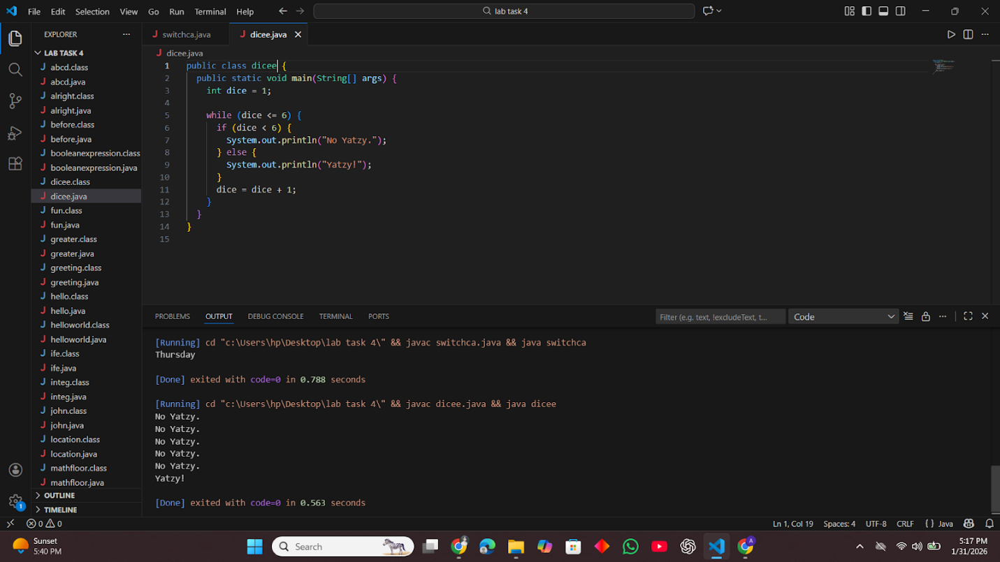 File Edit Selection View Go Run Terminal Help
lab task 4
EXPLORER
LAB TASK 4
abcd.class
abcd.java
alright.class
alright.java
before.class
before.java
booleanexpression.class
booleanexpression.java
dicee.class
dicee.java
fun.class
fun.java
greater.class
greater.java
greeting.class
greeting.java
hello.class
hello.java
helloworld.class
helloworld.java
ife.class
ife.java
integ.class
integ.java
john.class
john.java
location.class
location.java
mathfloor.class
mathfloor.java
OUTLINE
TIMELINE
1
switchca.java dicee.java
dicee.java
1 public class dicee {
2 public static void main(String[] args) {
3 int dice = 1;
4
5 while (dice <= 6) {
6 if (dice < 6) {
7 System.out.println("No Yatzy.");
8 } else {
9 System.out.println("Yatzy!");
10 }
11 dice = dice + 1;
12 }
13 }
14 }
15
PROBLEMS OUTPUT DEBUG CONSOLE TERMINAL PORTS
Filter (e.g. text, !excludeText, t...
Code
[Running] cd "c:\Users\hp\Desktop\lab task 4\" && javac switchca.java && java switchca
Thursday
[Done] exited with code=0 in 0.788 seconds
[Running] cd "c:\Users\hp\Desktop\lab task 4\" && javac dicee.java && java dicee
No Yatzy.
No Yatzy.
No Yatzy.
No Yatzy.
No Yatzy.
Yatzy!
[Done] exited with code=0 in 0.563 seconds
0 0
Ln 1, Col 19 Spaces: 4 UTF-8 CRLF {} Java
Sunset
5:40 PM
Search
A
5:17 PM
1/31/2026